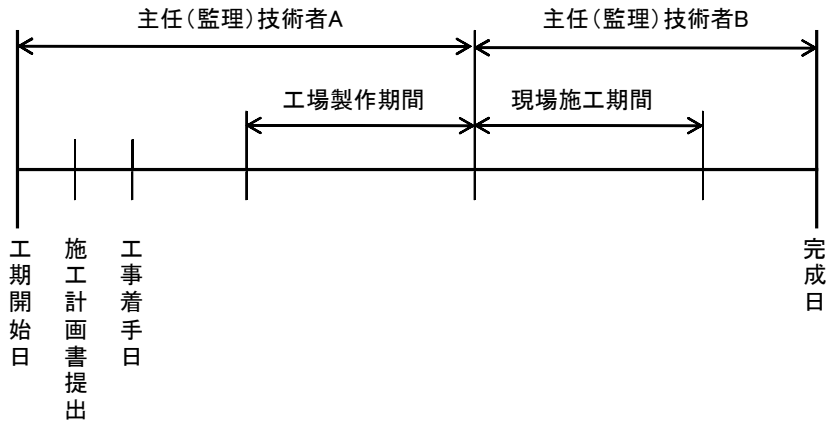 主任(監理)技術者A
主任(監理)技術者B
工場製作期間
現場施工期間
工期開始日
施工計画書提出
工事着手日
完成日